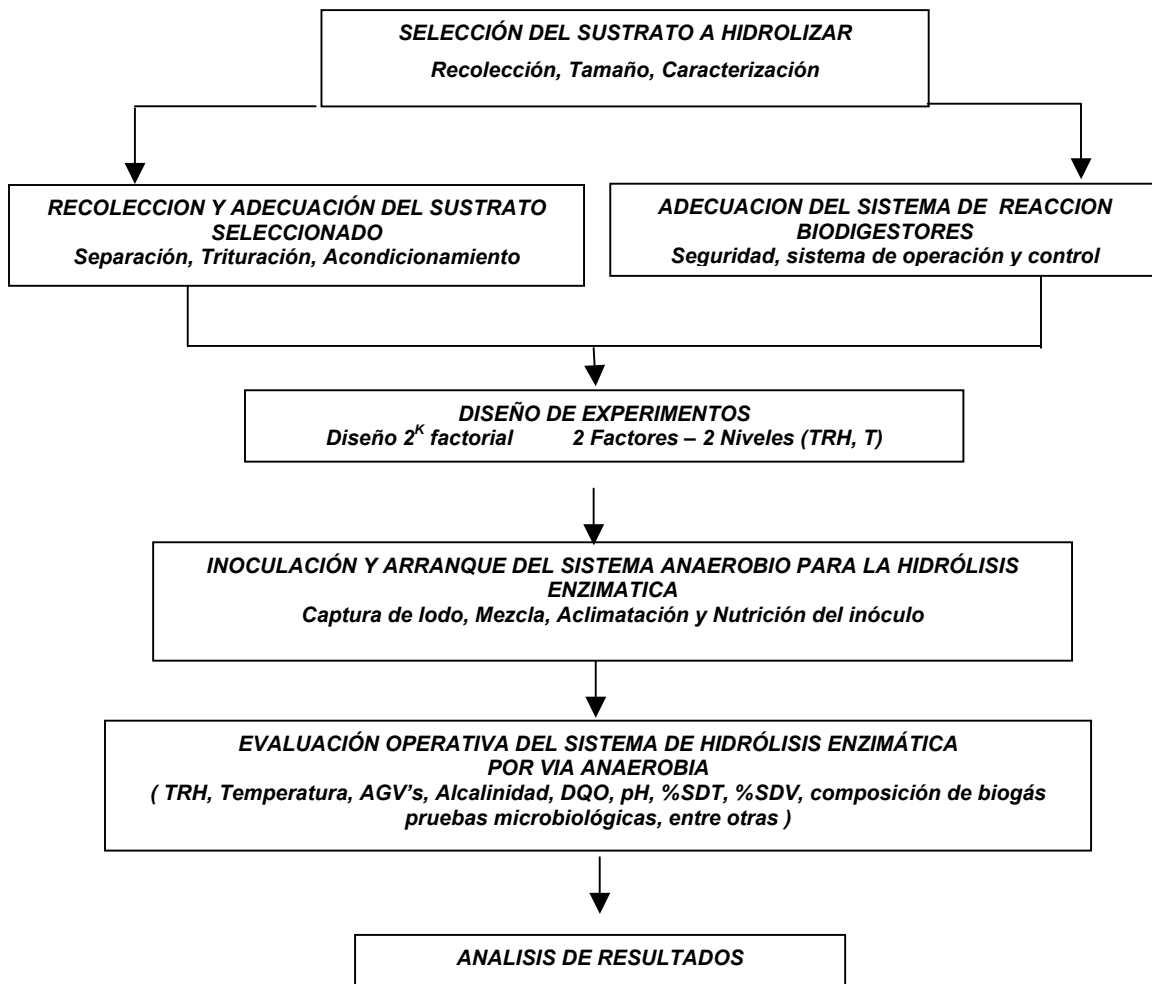 SELECCIÓN DEL SUSTRATO A HIDROLIZAR
Recolección, Tamaño, Caracterización
RECOLECCION Y ADECUACIÓN DEL SUSTRATO
SELECCIONADO
Separación, Trituración, Acondicionamiento
ADECUACION DEL SISTEMA DE REACCION
BIODIGESTORES
Seguridad, sistema de operación y control
DISEÑO DE EXPERIMENTOS
Diseño 2^K factorial 2 Factores – 2 Niveles (TRH, T)
INOCULACIÓN Y ARRANQUE DEL SISTEMA ANAEROBIO PARA LA HIDRÓLISIS
ENZIMATICA
Captura de lodo, Mezcla, Aclimatación y Nutrición del inóculo
EVALUACIÓN OPERATIVA DEL SISTEMA DE HIDRÓLISIS ENZIMÁTICA
POR VIA ANAEROBIA
( TRH, Temperatura, AGV's, Alcalinidad, DQO, pH, %SDT, %SDV, composición de biogás
pruebas microbiológicas, entre otras )
ANALISIS DE RESULTADOS